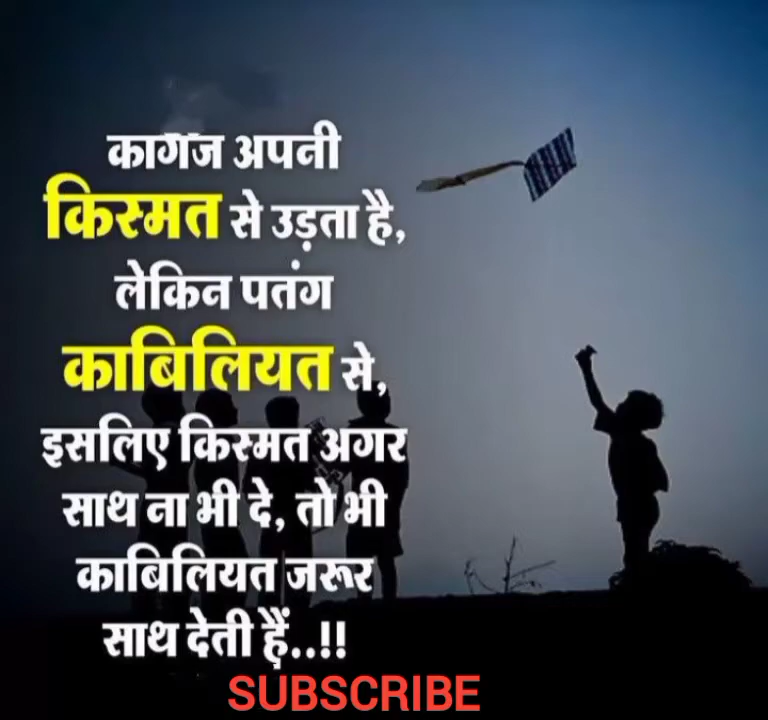 कागज अपनी
किस्मत से उड़ता है,
लेकिन पतंग
काबिलियत से,
इसलिए किस्मत अगर
साथ ना भी दे, तो भी
काबिलियत जरूर
साथ देती हैं..!!
SUBSCRIBE